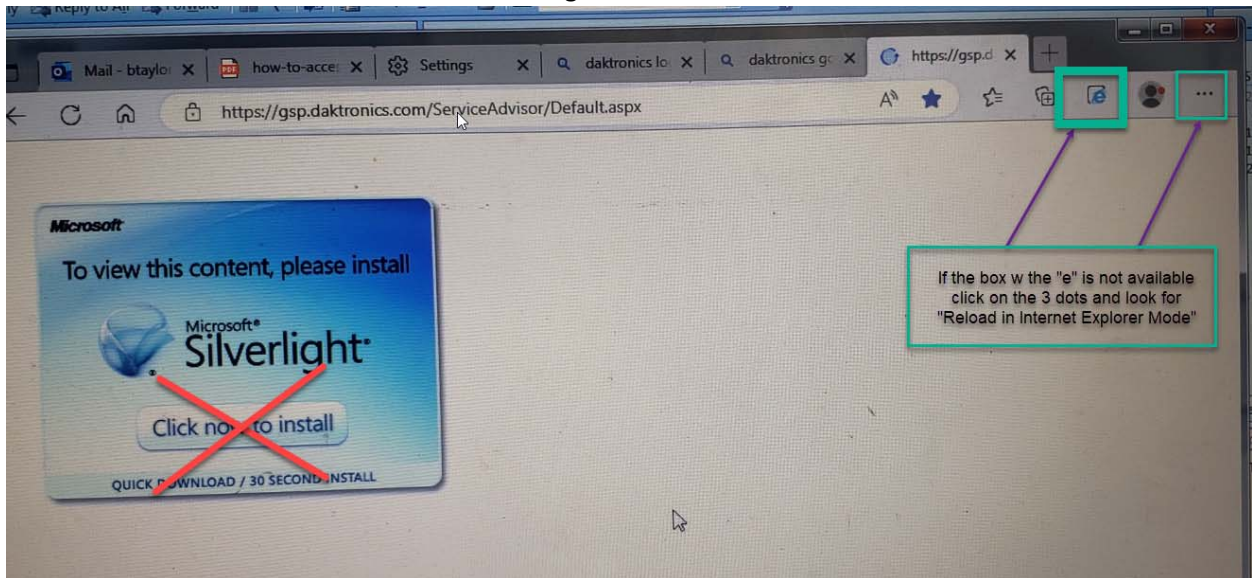 Reply to All
Forward
Mail - btaylor
how-to-acce
Settings
daktronics lo
daktronics gc
https://gsp.d
https://gsp.daktronics.com/ServiceAdvisor/Default.aspx
Microsoft
To view this content, please install
Microsoft®
Silverlight®
Click now to install
QUICK DOWNLOAD / 30 SECOND INSTALL
If the box w the "e" is not available
click on the 3 dots and look for
"Reload in Internet Explorer Mode"